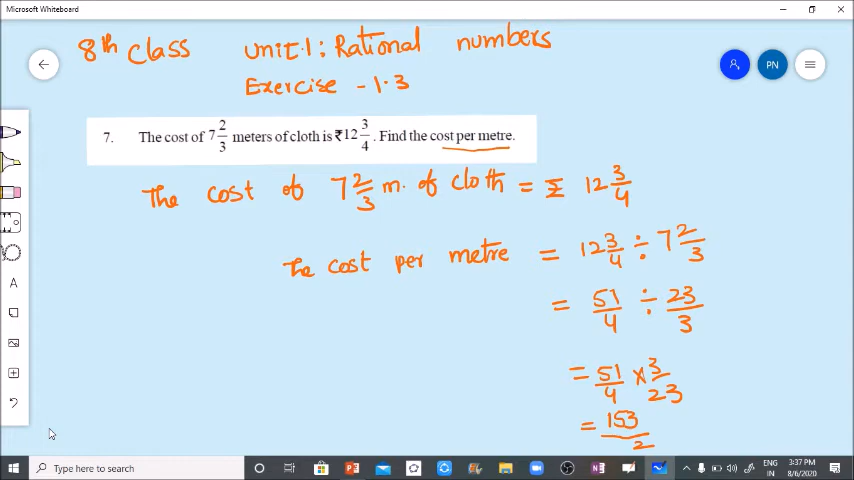 Microsoft Whiteboard
8th class unit.1: Rational numbers
Exercise - 1.3
PN
7. The cost of 7 2/3 meters of cloth is ₹12 3/4. Find the cost per metre.
The cost of 7 2/3 m. of cloth = ₹ 12 3/4
The cost per metre = 12 3/4 ÷ 7 2/3
= 51/4 ÷ 23/3
= 51/4 × 3/23
= 153/2
A
Type here to search
ENG
IN
3:37 PM
8/6/2020